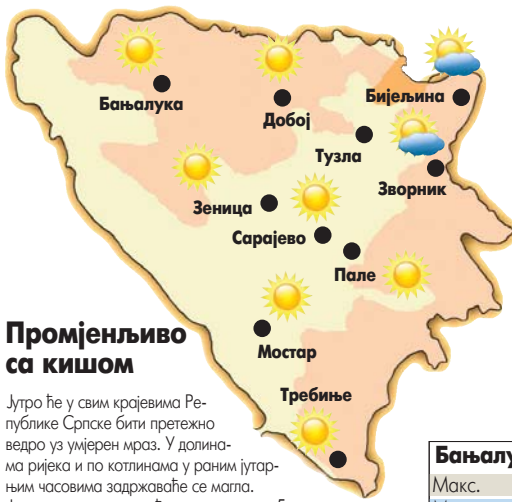 Бањалука
Добој
Бијељина
Тузла
Зворник
Зеница
Сарајево
Пале
Мостар
Требиње
Промјенљиво
са кишом
Јутро ће у свим крајевима Ре-
публике Српске бити претежно
ведро уз умјерен мраз. У долина-
ма ријека и по котлинама у раним јутар-
њим часовима задржаваће се магла.
Макс.